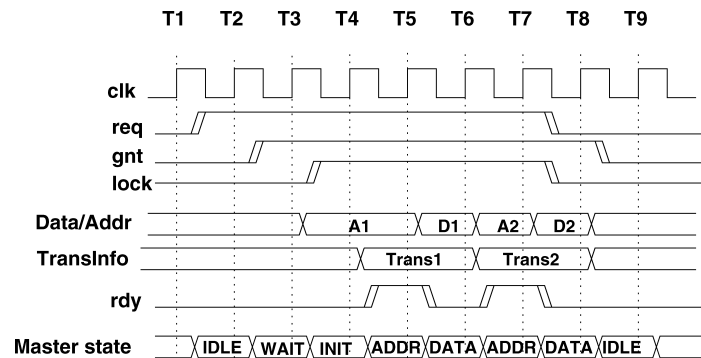 T1 T2 T3 T4 T5 T6 T7 T8 T9
clk
req
gnt
lock
Data/Addr A1 D1 A2 D2
TransInfo Trans1 Trans2
rdy
Master state IDLE WAIT INIT ADDR DATA ADDR DATA IDLE